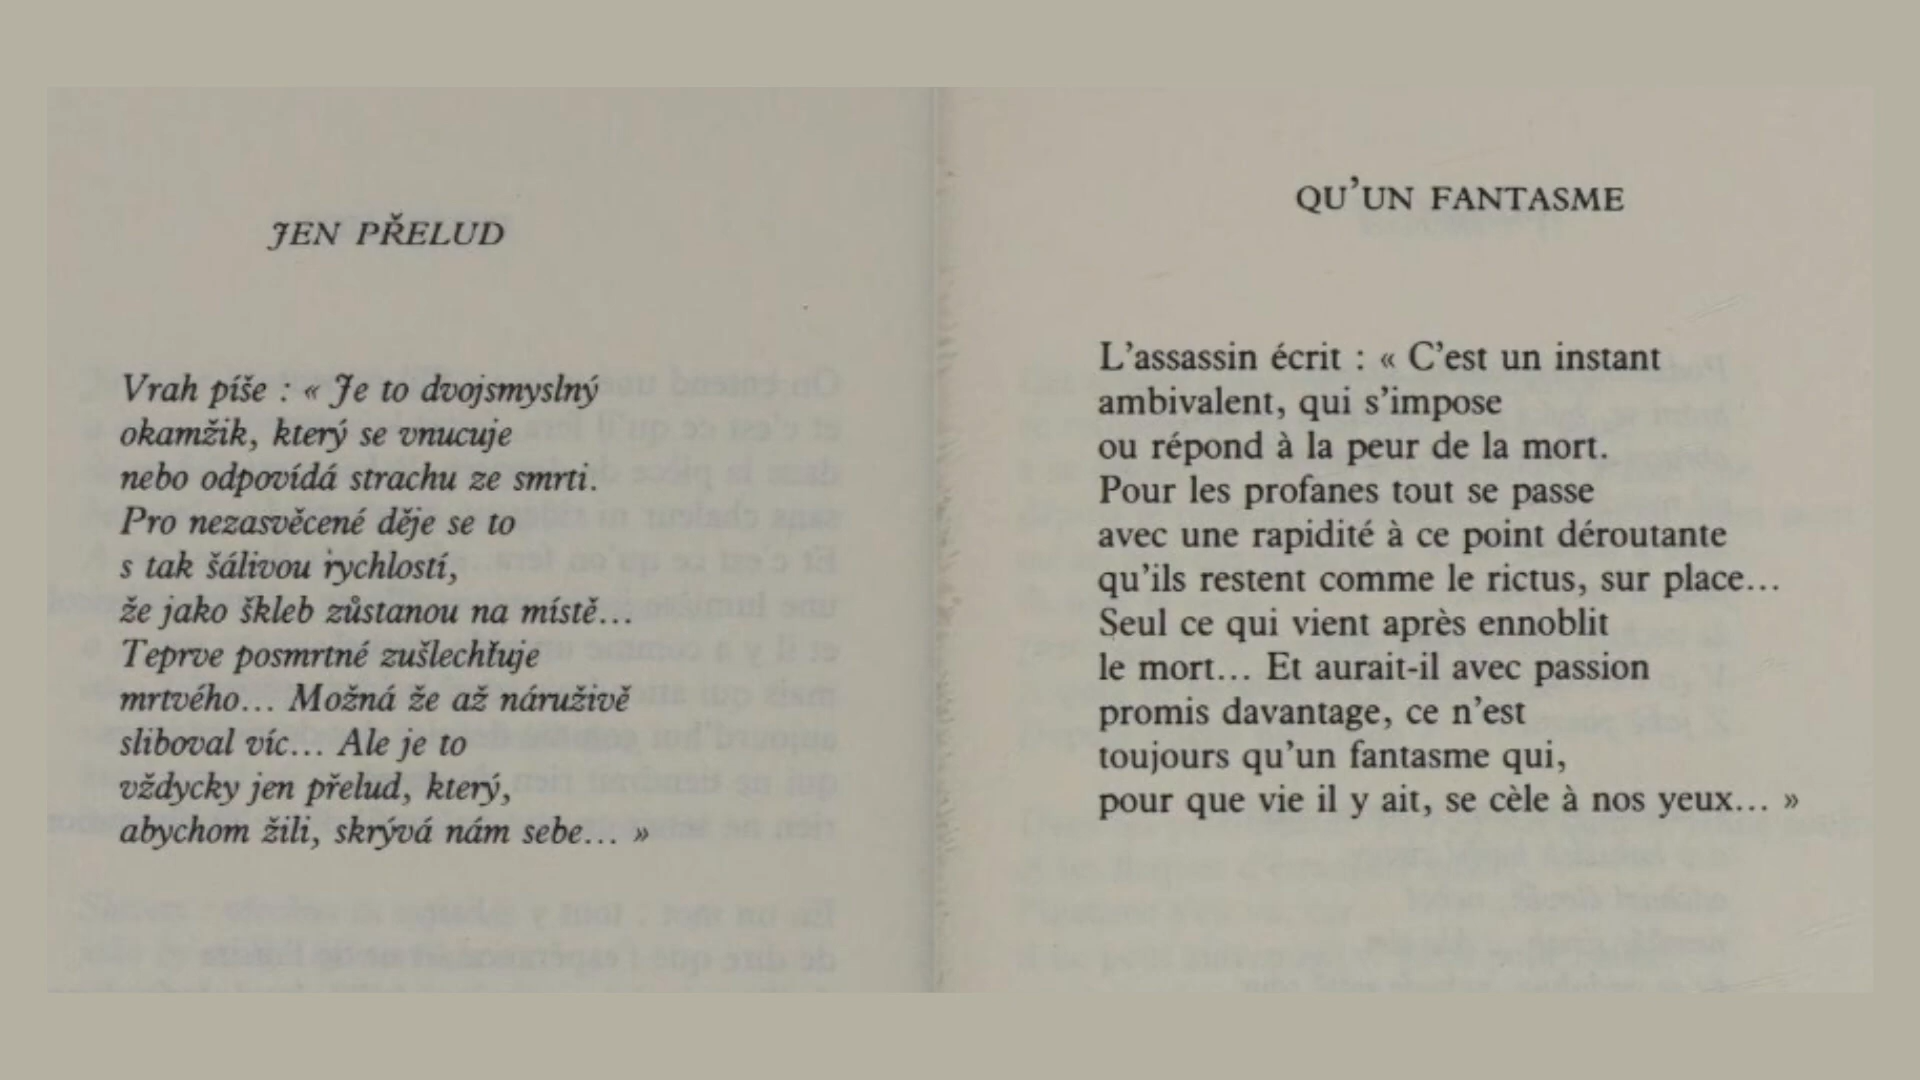 JEN PŘELUD
Vrah píše : « Je to dvojsmyslný
okamžik, který se vnucuje
nebo odpovídá strachu ze smrti.
Pro nezasvěcené děje se to
s tak šálivou rychlostí,
že jako škleb zůstanou na místě...
Teprve posmrtné zušlechťuje
mrtvého... Možná že až náruživě
sliboval víc... Ale je to
vždycky jen přelud, který,
abychom žili, skrývá nám sebe... »
QU'UN FANTASME
L'assassin écrit : « C'est un instant
ambivalent, qui s'impose
ou répond à la peur de la mort.
Pour les profanes tout se passe
avec une rapidité à ce point déroutante
qu'ils restent comme le rictus, sur place...
Seul ce qui vient après ennoblit
le mort... Et aurait-il avec passion
promis davantage, ce n'est
toujours qu'un fantasme qui,
pour que vie il y ait, se cèle à nos yeux... »